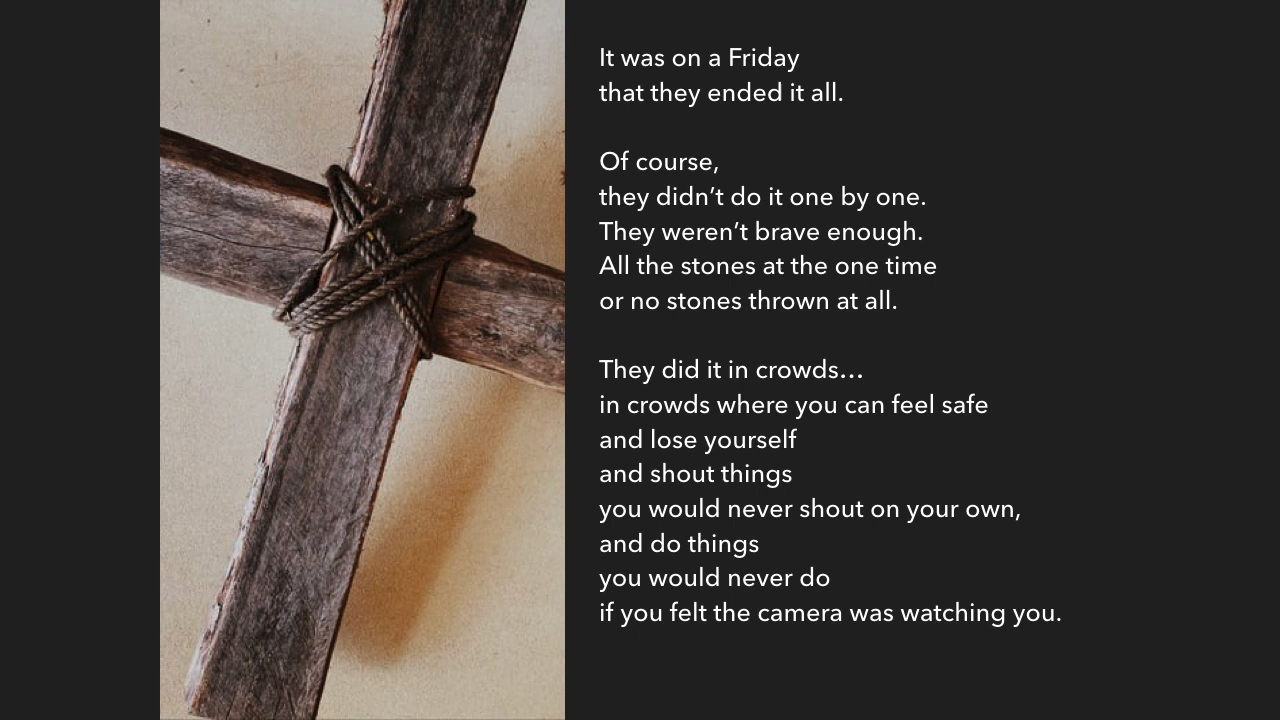 It was on a Friday
that they ended it all.
Of course,
they didn’t do it one by one.
They weren’t brave enough.
All the stones at the one time
or no stones thrown at all.
They did it in crowds…
in crowds where you can feel safe
and lose yourself
and shout things
you would never shout on your own,
and do things
you would never do
if you felt the camera was watching you.